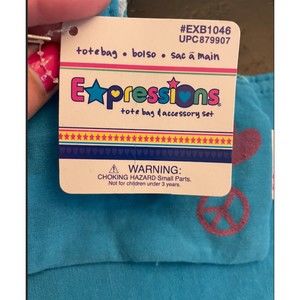 #EXB1046
UPC879907
tote bag • bolso • sac à main
Expressions
tote bag & accessory set
⚠ WARNING:
CHOKING HAZARD Small Parts.
Not for children under 3 years.